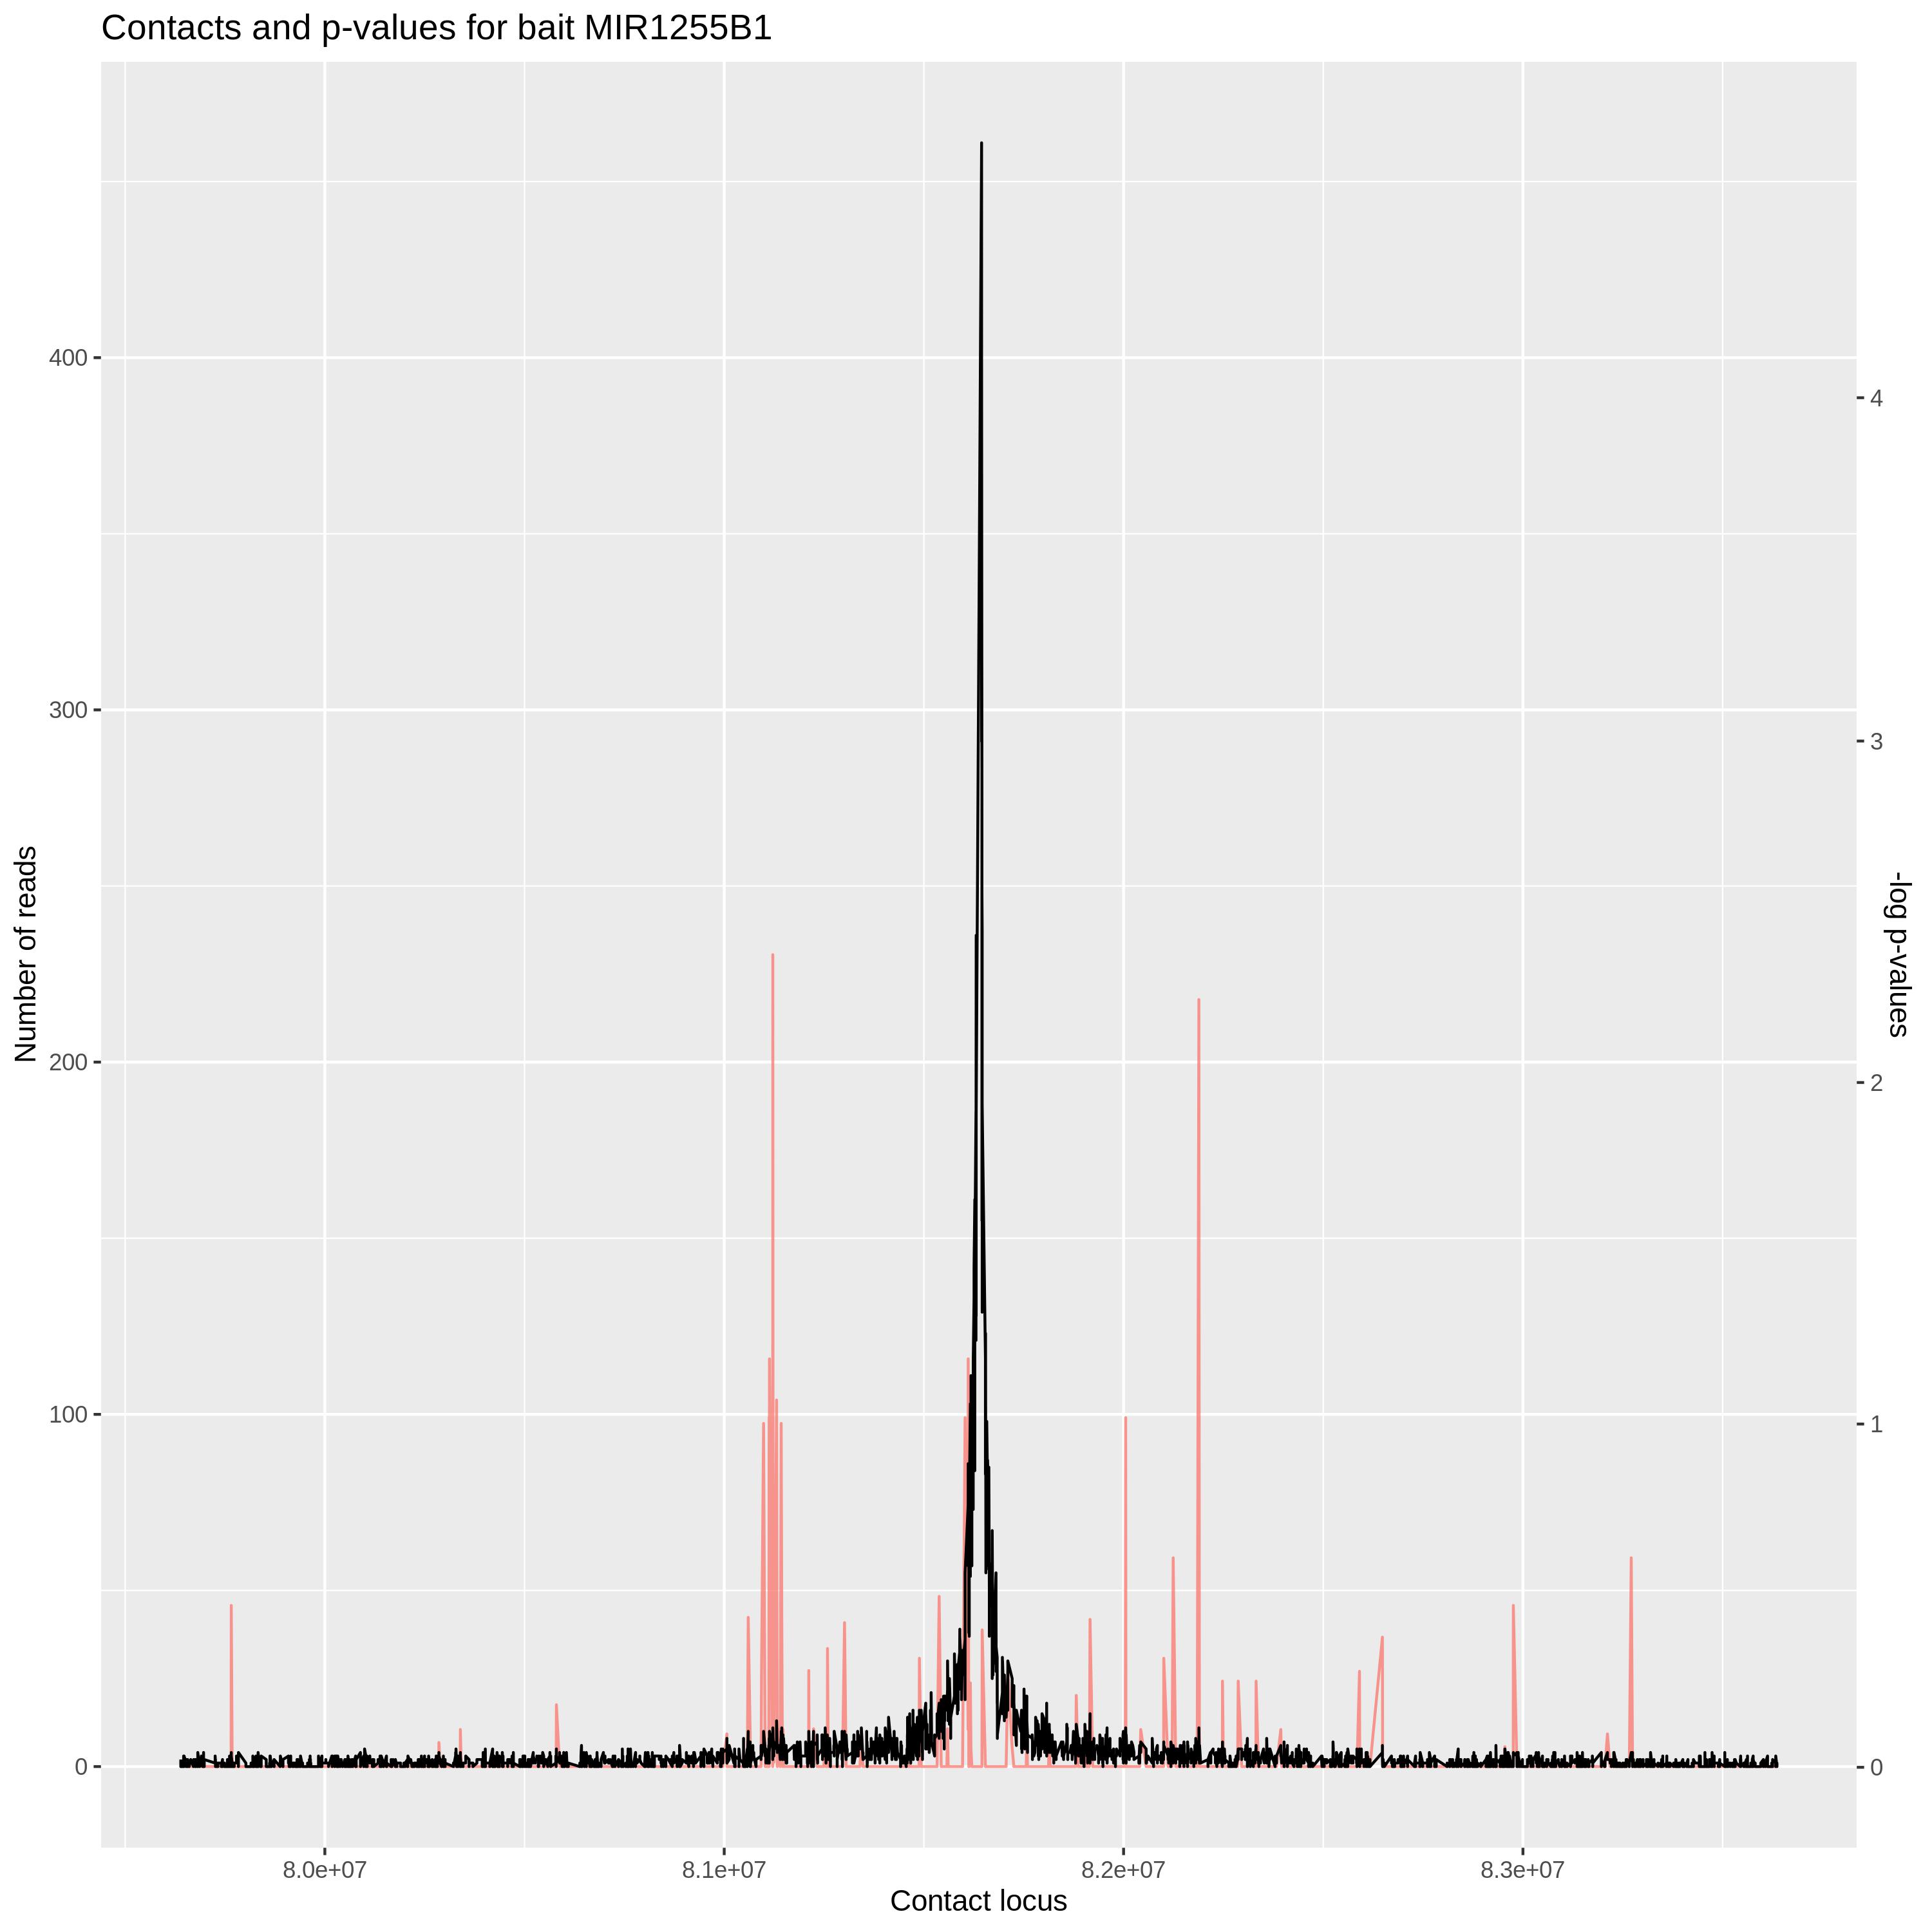 Contacts and p-values for bait MIR1255B1
400
300
200
100
0
4
3
2
1
0
Number of reads
-log p-values
8.0e+07
8.1e+07
8.2e+07
8.3e+07
Contact locus